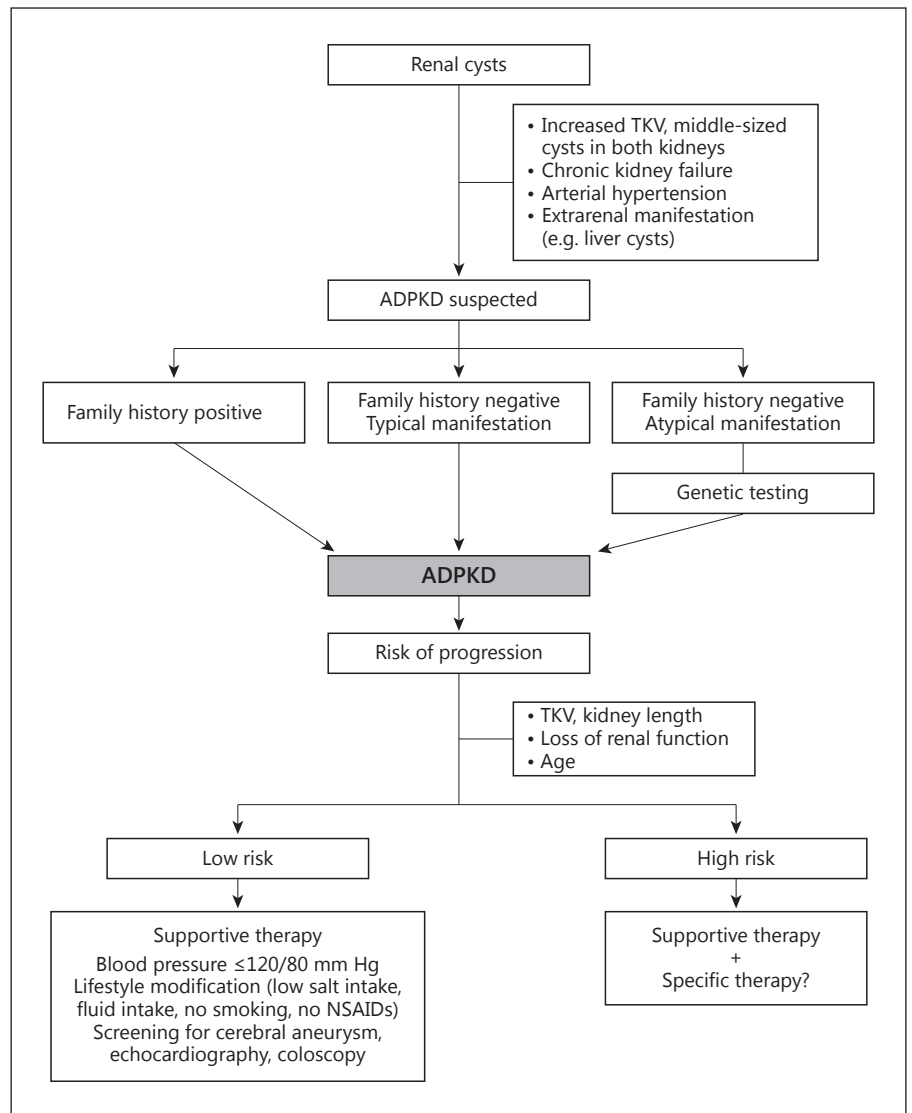 Renal cysts
• Increased TKV, middle-sized
cysts in both kidneys
• Chronic kidney failure
• Arterial hypertension
• Extrarenal manifestation
(e.g. liver cysts)
ADPKD suspected
Family history positive
Family history negative
Typical manifestation
Family history negative
Atypical manifestation
Genetic testing
ADPKD
Risk of progression
• TKV, kidney length
• Loss of renal function
• Age
Low risk
High risk
Supportive therapy
Blood pressure ≤120/80 mm Hg
Lifestyle modification (low salt intake,
fluid intake, no smoking, no NSAIDs)
Screening for cerebral aneurysm,
echocardiography, coloscopy
Supportive therapy
+
Specific therapy?